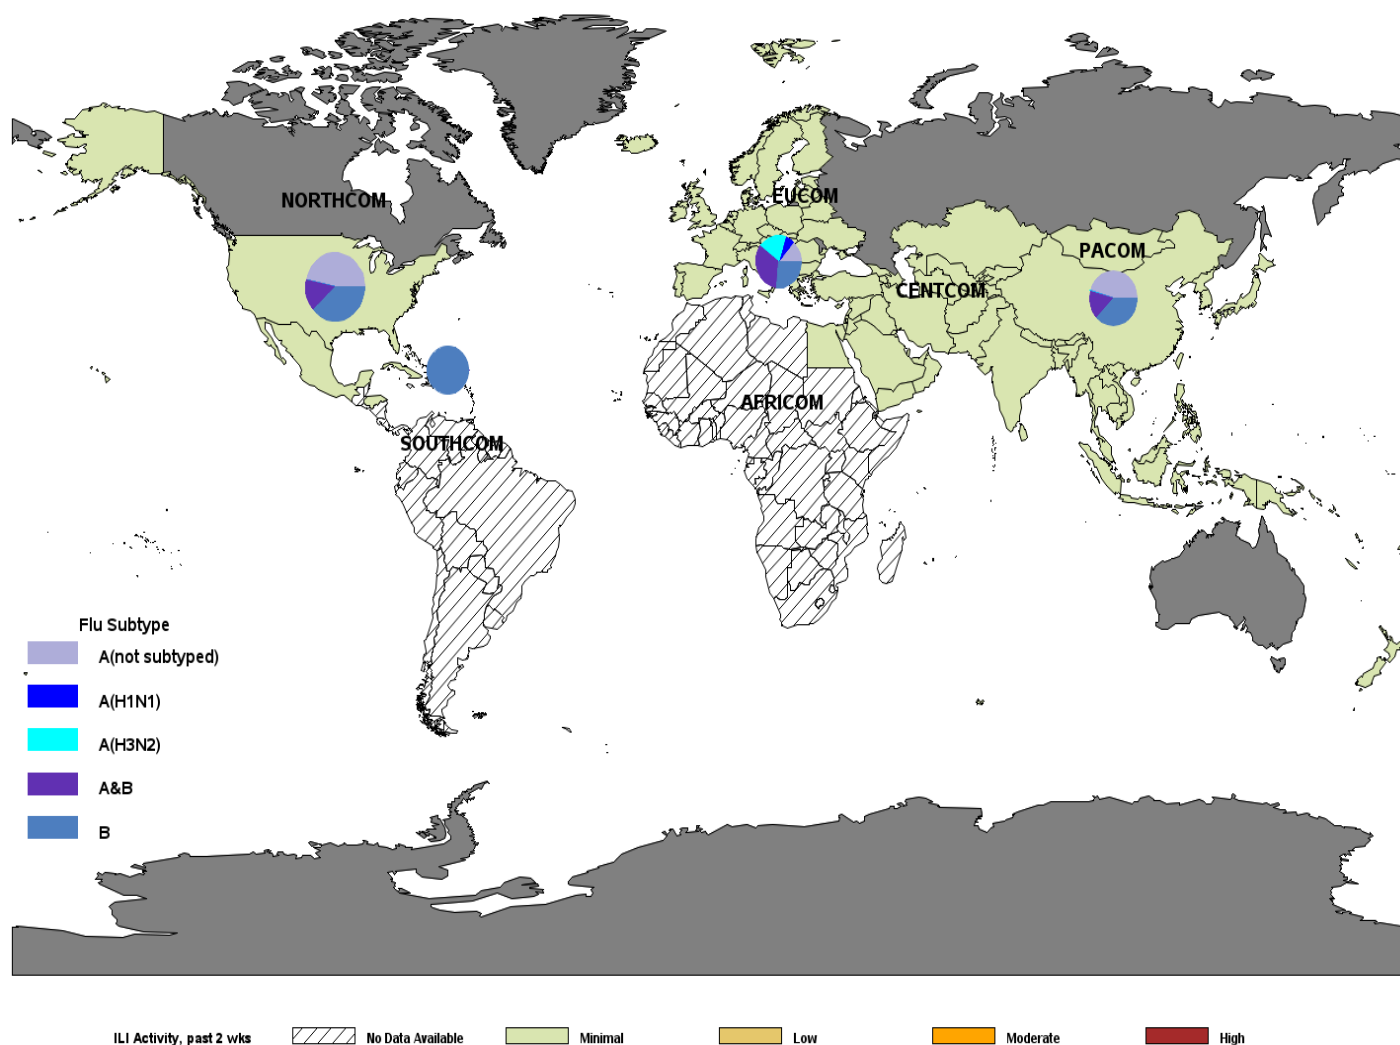 NORTHCOM
EUCOM
PACOM
CENTCOM
AFRICOM
SOUTHCOM
Flu Subtype
A(not subtyped)
A(H1N1)
A(H3N2)
A&B
B
ILI Activity, past 2 wks No Data Available Minimal Low Moderate High